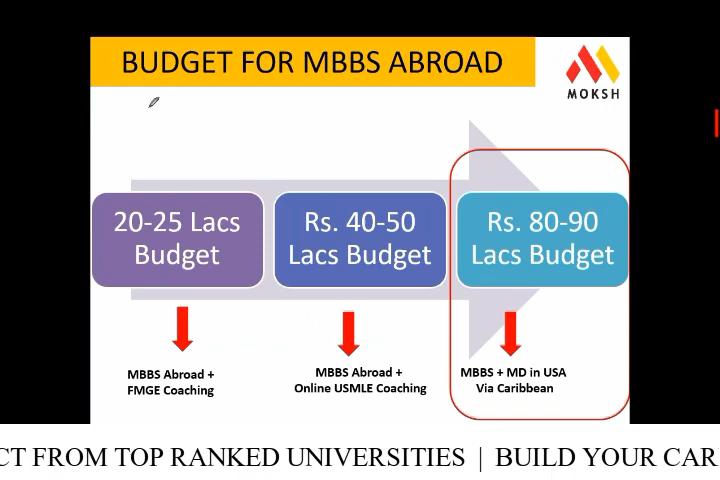 BUDGET FOR MBBS ABROAD
MOKSH
20-25 Lacs
Budget
Rs. 40-50
Lacs Budget
Rs. 80-90
Lacs Budget
MBBS Abroad +
FMGE Coaching
MBBS Abroad +
Online USMLE Coaching
MBBS + MD in USA
Via Caribbean
CT FROM TOP RANKED UNIVERSITIES | BUILD YOUR CAR